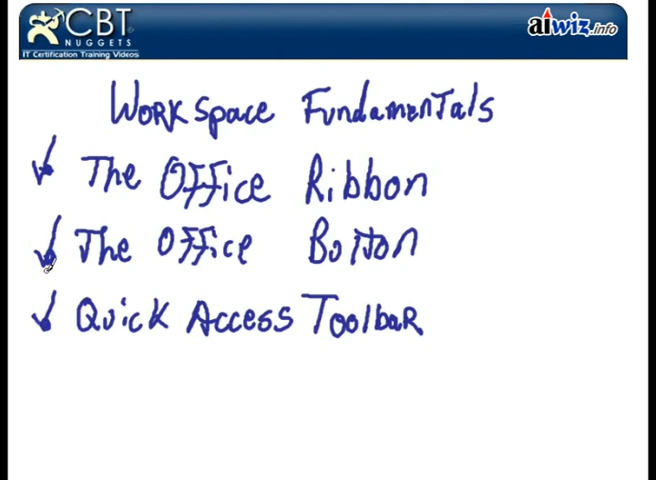 CBT
NUGGETS
IT Certification Training Videos
aiwiz.info
Workspace Fundamentals
The Office Ribbon
The Office Button
Quick Access Toolbar